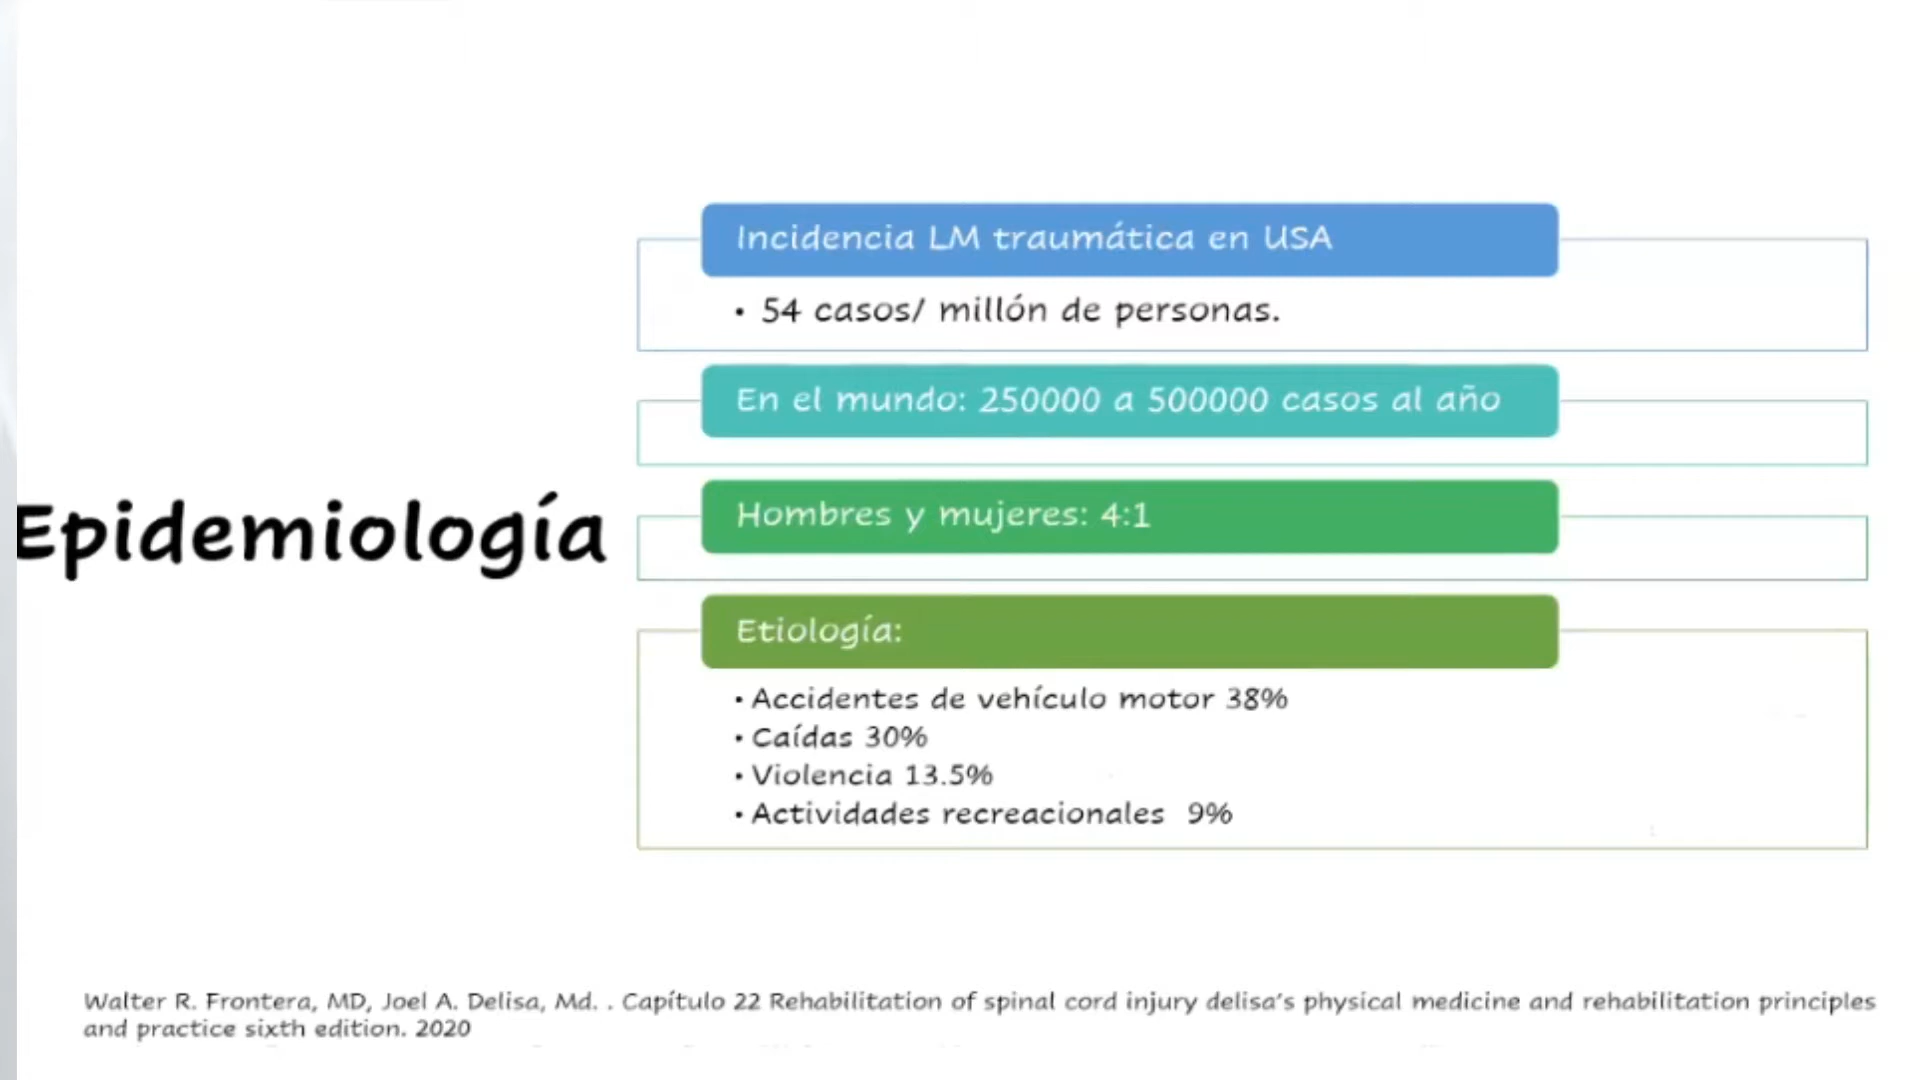 Epidemiología
Incidencia LM traumática en USA
• 54 casos/ millón de personas.
En el mundo: 250000 a 500000 casos al año
Hombres y mujeres: 4:1
Etiología:
• Accidentes de vehículo motor 38%
• Caídas 30%
• Violencia 13.5%
• Actividades recreacionales 9%
Walter R. Frontera, MD, Joel A. Delisa, Md. . Capítulo 22 Rehabilitation of spinal cord injury delisa's physical medicine and rehabilitation principles
and practice sixth edition. 2020